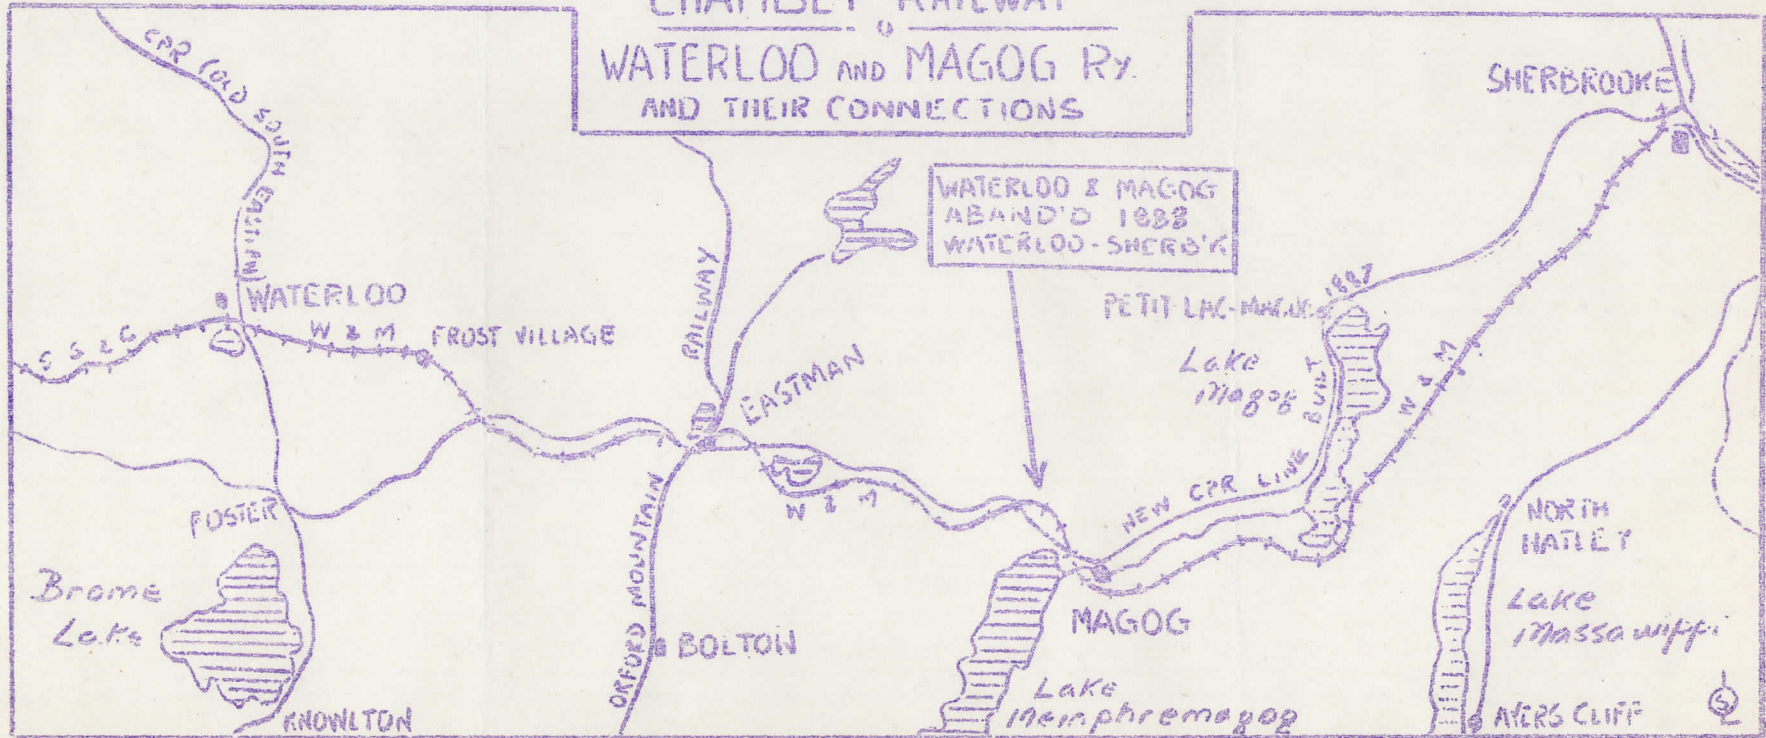 WATERLOO AND MAGOG RY.
AND THEIR CONNECTIONS
CPR (OLD SOUTH EASTERN)
SHERBROOKE
WATERLOO & MAGOG
ABAND'D 1888
WATERLOO-SHERB'K
WATERLOO
S S & C
W & M
FROST VILLAGE
RAILWAY
EASTMAN
PETIT-LAC-MAGOG
Lake
Magog
BUILT 1887
W & M
FOSTER
W & M
NEW CPR LINE
NORTH
HATLEY
Brome
Lake
ORFORD MOUNTAIN
BOLTON
MAGOG
Lake
Massawippi
KNOWLTON
Lake
Memphremagog
AYERS CLIFF